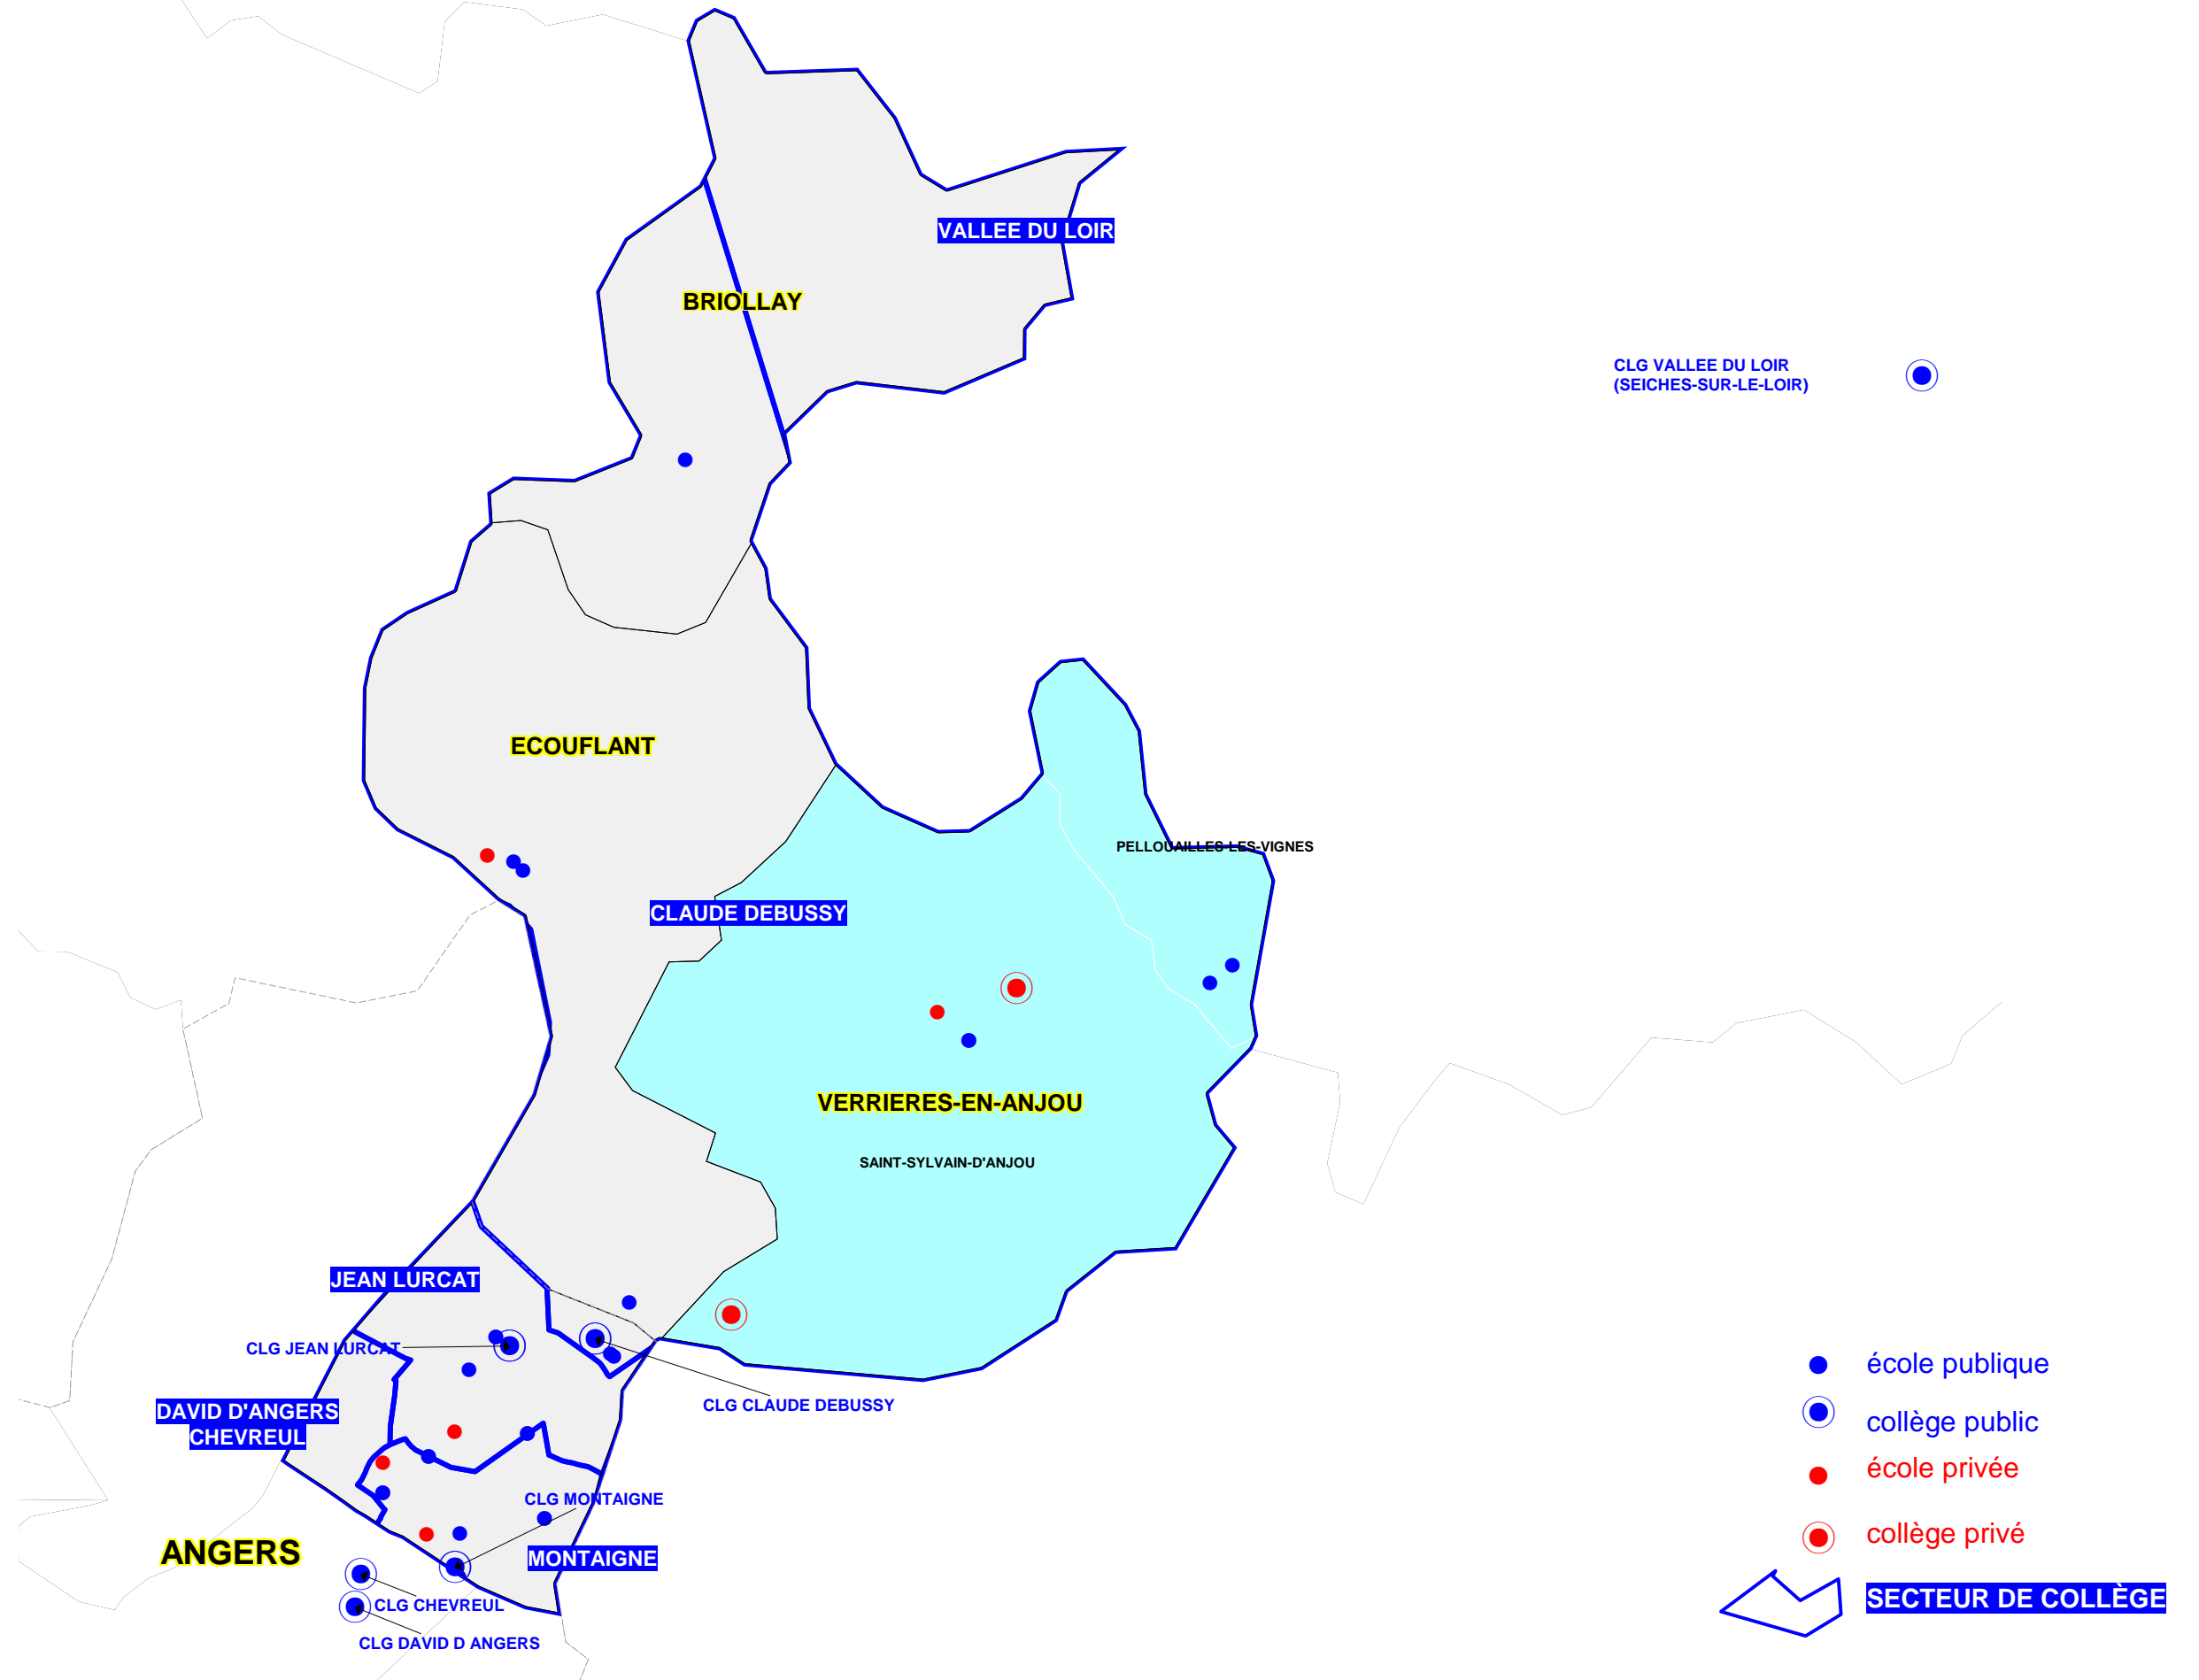 VALLEE DU LOIR
BRIOLLAY
CLG VALLEE DU LOIR
(SEICHES-SUR-LE-LOIR)
ECOUFLANT
PELLOUAILLES-LES-VIGNES
CLAUDE DEBUSSY
VERRIERES-EN-ANJOU
SAINT-SYLVAIN-D'ANJOU
JEAN LURCAT
CLG JEAN LURCAT
CLG CLAUDE DEBUSSY
DAVID D'ANGERS
CHEVREUL
CLG MONTAIGNE
ANGERS
MONTAIGNE
CLG CHEVREUL
CLG DAVID D ANGERS
école publique
collège public
école privée
collège privé
SECTEUR DE COLLÈGE